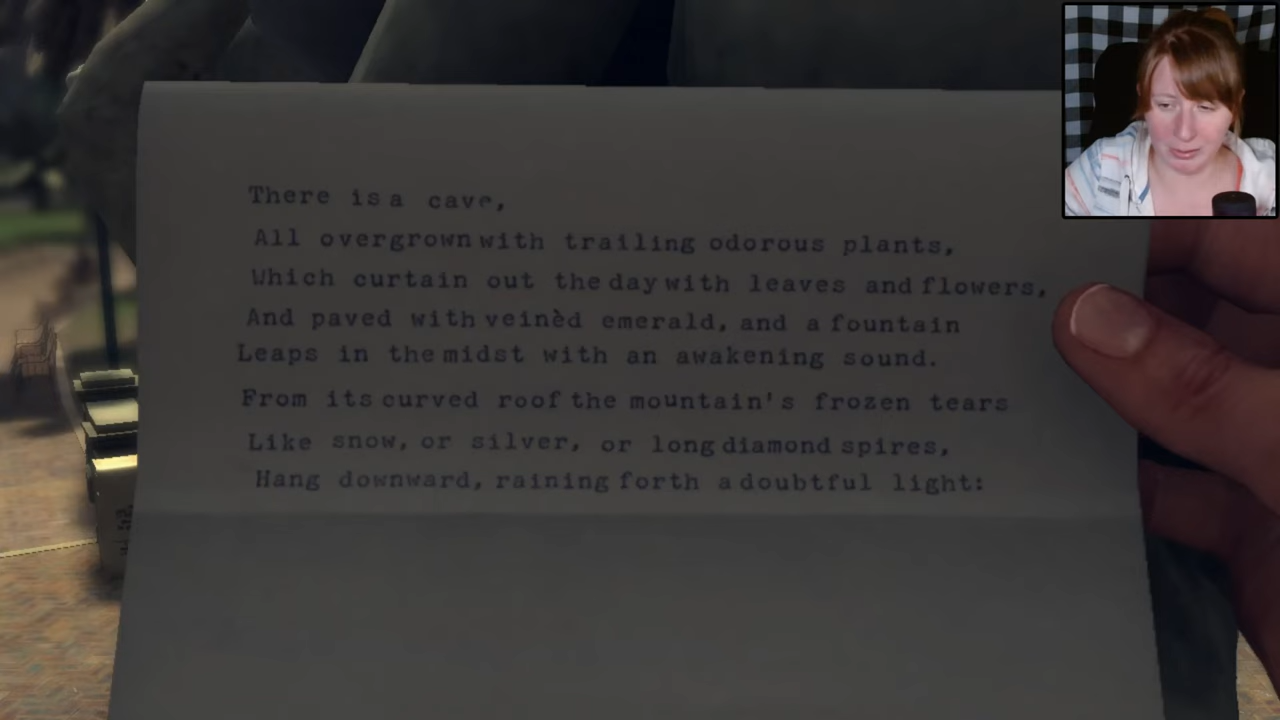 There is a cave,
All overgrown with trailing odorous plants,
Which curtain out the day with leaves and flowers,
And paved with veinèd emerald, and a fountain
Leaps in the midst with an awakening sound.
From its curved roof the mountain's frozen tears
Like snow, or silver, or long diamond spires,
Hang downward, raining forth a doubtful light: